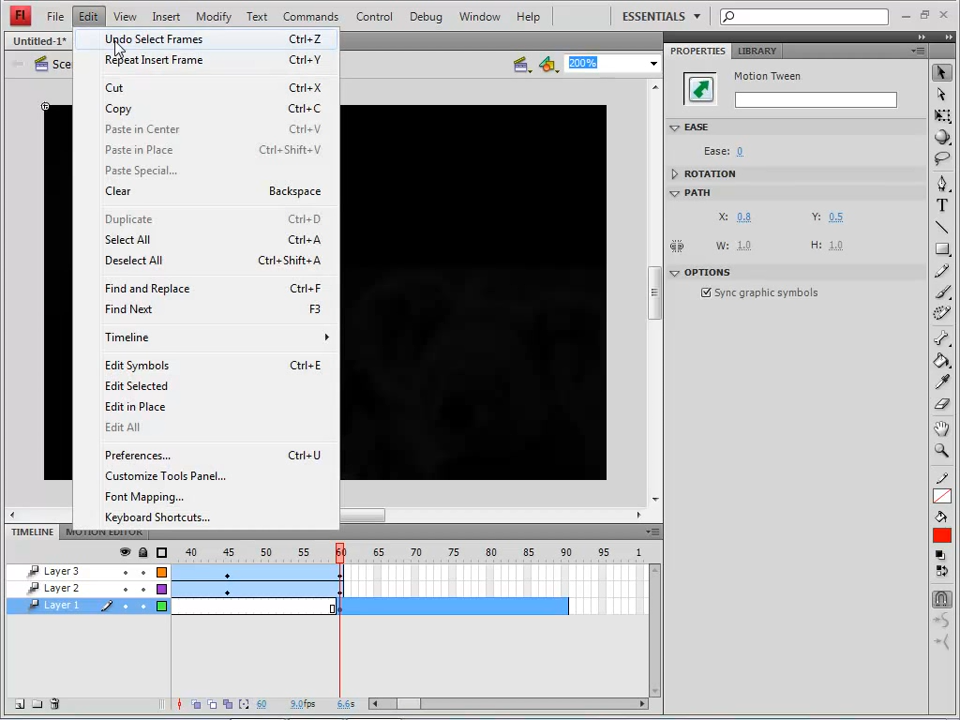 Fl File Edit View Insert Modify Text Commands Control Debug Window Help ESSENTIALS
Untitled-1*
Undo Select Frames Ctrl+Z
Repeat Insert Frame Ctrl+Y
Cut Ctrl+X
Copy Ctrl+C
Paste in Center Ctrl+V
Paste in Place Ctrl+Shift+V
Paste Special...
Clear Backspace
Duplicate Ctrl+D
Select All Ctrl+A
Deselect All Ctrl+Shift+A
Find and Replace Ctrl+F
Find Next F3
Timeline
Edit Symbols Ctrl+E
Edit Selected
Edit in Place
Edit All
Preferences... Ctrl+U
Customize Tools Panel...
Font Mapping...
Keyboard Shortcuts...
Scen
200%
PROPERTIES LIBRARY
Motion Tween
EASE
Ease: 0
ROTATION
PATH
X: 0.8 Y: 0.5
W: 1.0 H: 1.0
OPTIONS
Sync graphic symbols
TIMELINE MOTION EDITOR
40 45 50 55 60 65 70 75 80 85 90 95 1
Layer 3
Layer 2
Layer 1
60 9.0fps 6.6s